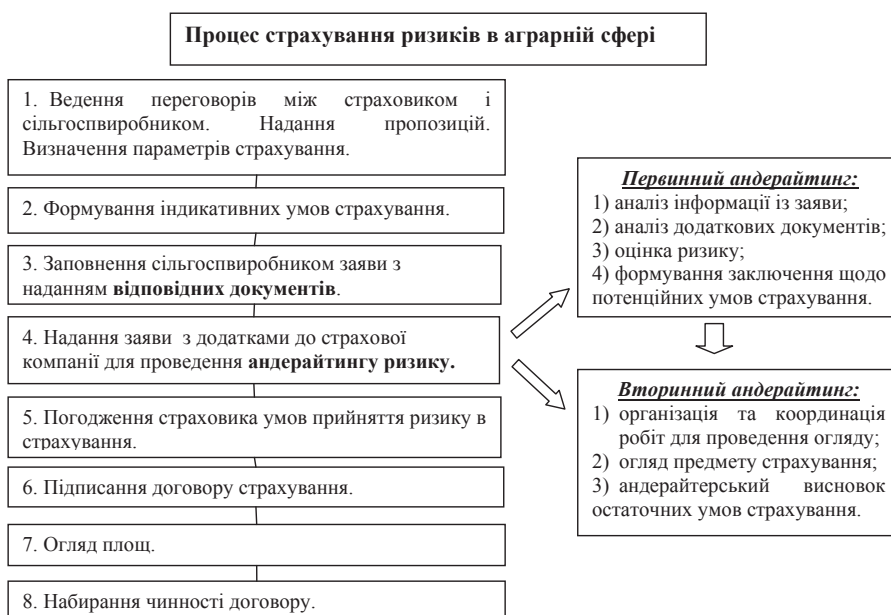 Процес страхування ризиків в аграрній сфері
1. Ведення переговорів між страховиком і
сільгоспвиробником. Надання пропозицій.
Визначення параметрів страхування.
2. Формування індикативних умов страхування.
3. Заповнення сільгоспвиробником заяви з
наданням відповідних документів.
4. Надання заяви з додатками до страхової
компанії для проведення андерайтингу ризику.
5. Погодження страховика умов прийняття ризику в
страхування.
6. Підписання договору страхування.
7. Огляд площ.
8. Набирання чинності договору.
Первинний андерайтинг:
1) аналіз інформації із заяви;
2) аналіз додаткових документів;
3) оцінка ризику;
4) формування заключення щодо
потенційних умов страхування.
Вторинний андерайтинг:
1) організація та координація
робіт для проведення огляду;
2) огляд предмету страхування;
3) андерайтерський висновок
остаточних умов страхування.